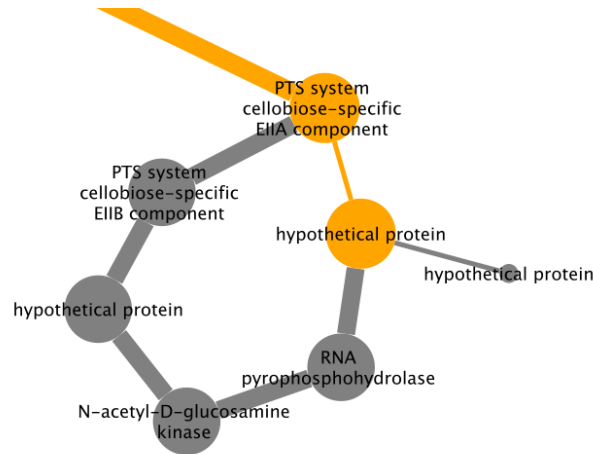 PTS system
cellobiose-specific
EIIA component
PTS system
cellobiose-specific
EIIB component
hypothetical protein
hypothetical protein
hypothetical protein
RNA
pyrophosphohydrolase
N-acetyl-D-glucosamine
kinase